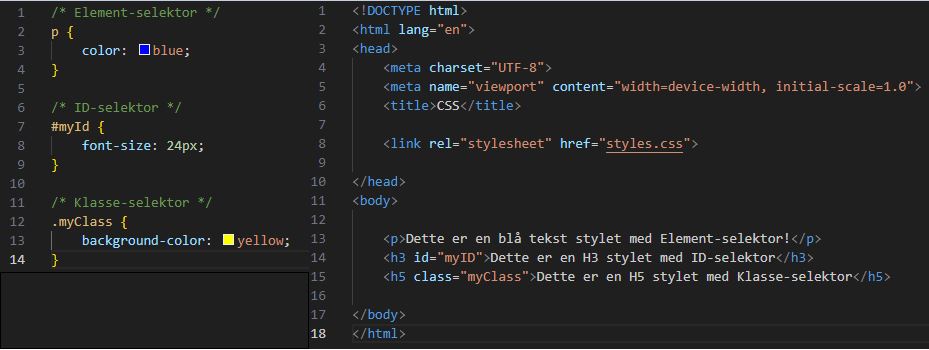 1 /* Element-selektor */
2 p {
3     color: blue;
4 }
5
6 /* ID-selektor */
7 #myId {
8     font-size: 24px;
9 }
10
11 /* Klasse-selektor */
12 .myClass {
13     background-color: yellow;
14 }
1 <!DOCTYPE html>
2 <html lang="en">
3 <head>
4     <meta charset="UTF-8">
5     <meta name="viewport" content="width=device-width, initial-scale=1.0">
6     <title>CSS</title>
7
8     <link rel="stylesheet" href="styles.css">
9
10 </head>
11 <body>
12
13     <p>Dette er en blå tekst stylet med Element-selektor!</p>
14     <h3 id="myID">Dette er en H3 stylet med ID-selektor</h3>
15     <h5 class="myClass">Dette er en H5 stylet med Klasse-selektor</h5>
16
17 </body>
18 </html>